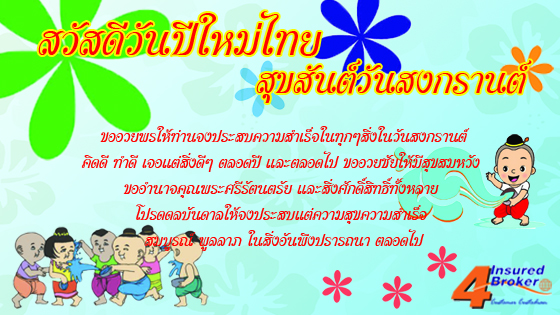 สวัสดีวันปีใหม่ไทย
สุขสันต์วันสงกรานต์
ขออวยพรให้ท่านจงประสบความสำเร็จในทุกๆสิ่งในวันสงกรานต์
คิดดี ทำดี เจอแต่สิ่งดีๆ ตลอดปี และตลอดไป ขออวยชัยให้มีสุขสมหวัง
ขออำนาจคุณพระศรีรัตนตรัย และสิ่งศักดิ์สิทธิ์ทั้งหลาย
โปรดดลบันดาลให้จงประสบแต่ความสุขความสำเร็จ
สมบูรณ์ พูลลาภ ในสิ่งอันพึงปรารถนา ตลอดไป
4 Insured
Broker
Customer Custodian